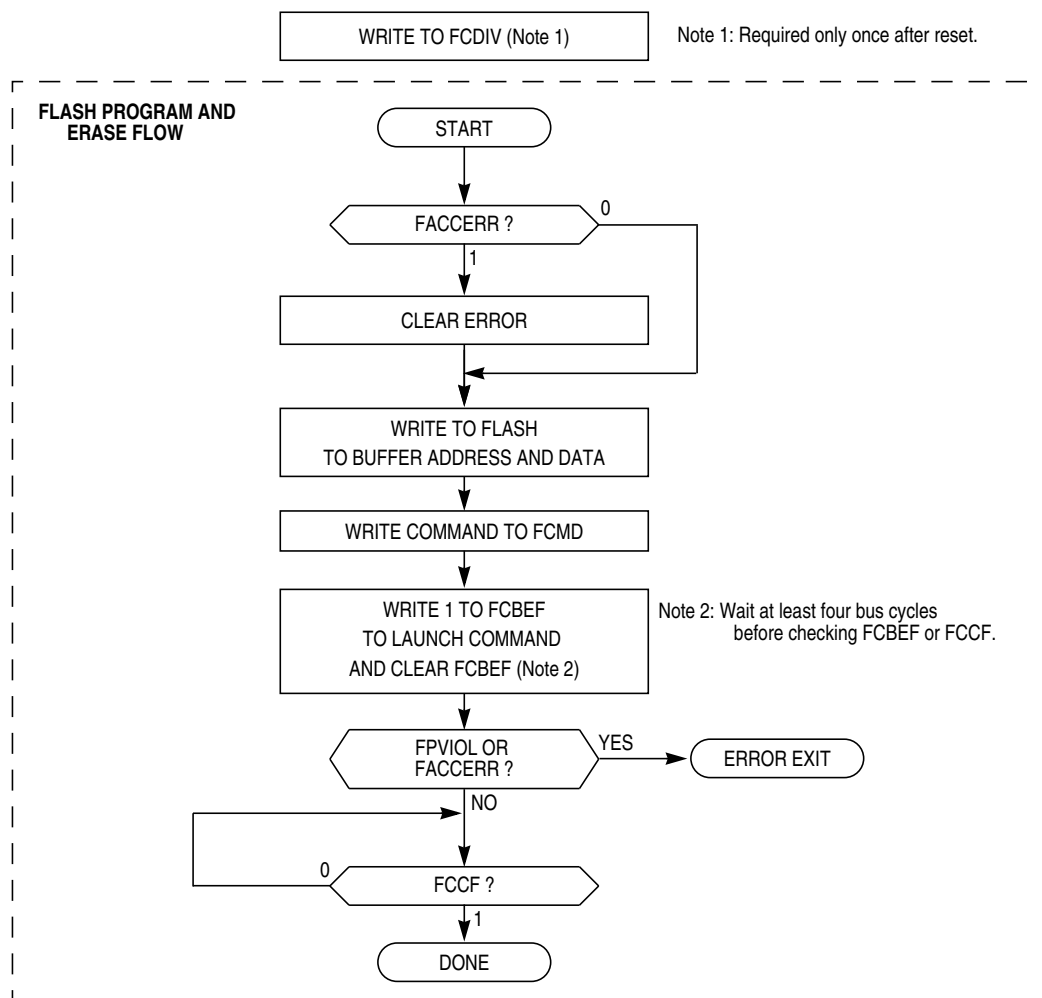 WRITE TO FCDIV (Note 1)
Note 1: Required only once after reset.
FLASH PROGRAM AND
ERASE FLOW
START
FACCERR ?
0
1
CLEAR ERROR
WRITE TO FLASH
TO BUFFER ADDRESS AND DATA
WRITE COMMAND TO FCMD
WRITE 1 TO FCBEF
TO LAUNCH COMMAND
AND CLEAR FCBEF (Note 2)
Note 2: Wait at least four bus cycles
before checking FCBEF or FCCF.
FPVIOL OR
FACCERR ?
YES
ERROR EXIT
NO
0
FCCF ?
1
DONE